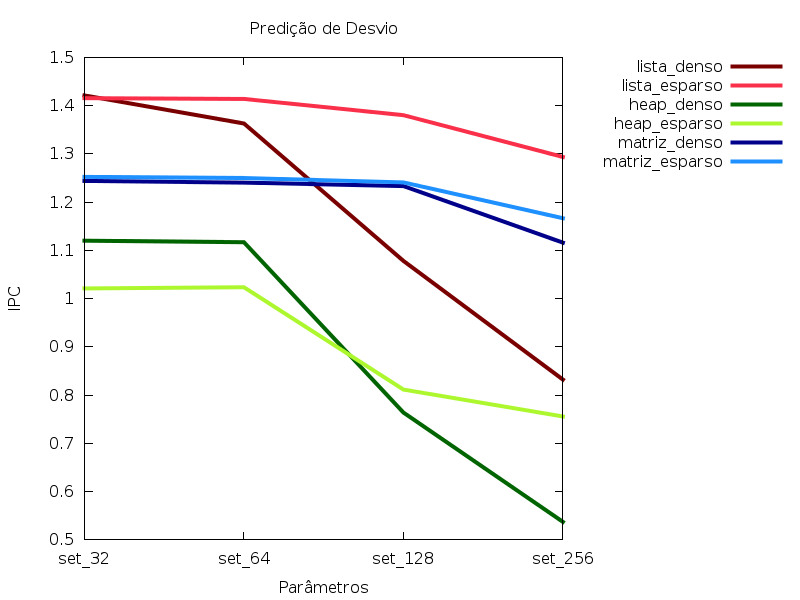 Predição de Desvio
1.5
1.4
1.3
1.2
1.1
1
0.9
0.8
0.7
0.6
0.5
IPC
set_32
set_64
set_128
set_256
Parâmetros
lista_denso
lista_esparso
heap_denso
heap_esparso
matriz_denso
matriz_esparso